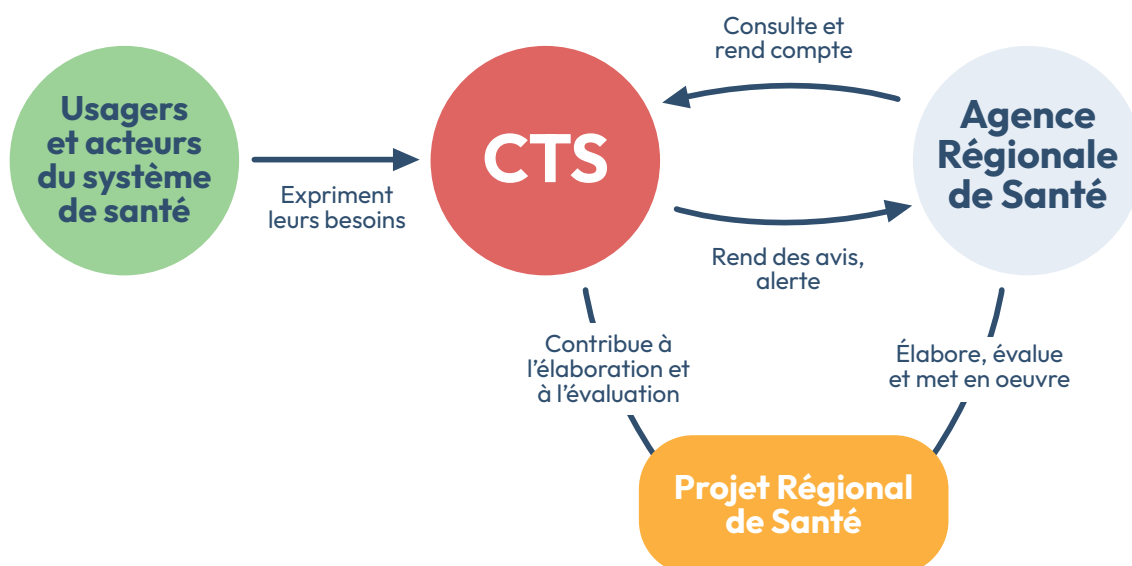 Consulte et
rend compte
Usagers
et acteurs
du système
de santé
Expriment
leurs besoins
CTS
Agence
Régionale
de Santé
Rend des avis,
alerte
Contribue à
l'élaboration et
à l'évaluation
Élabore, évalue
et met en oeuvre
Projet Régional
de Santé